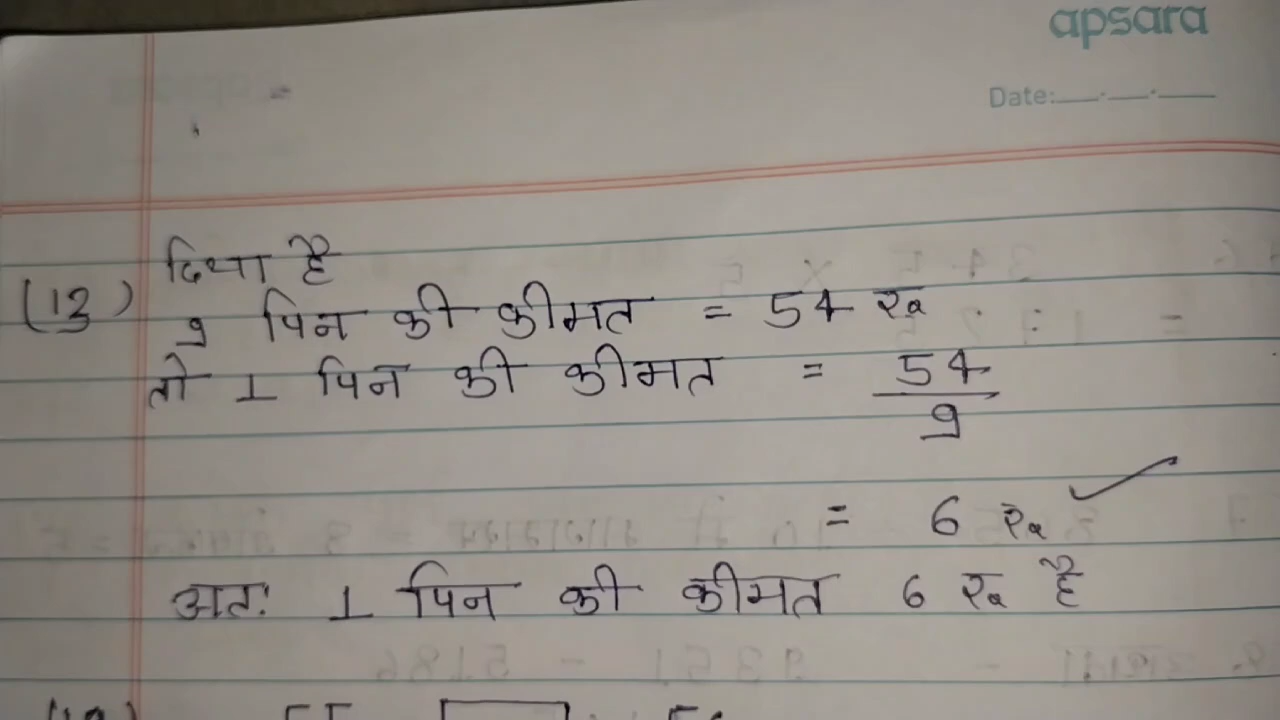 apsara
Date:
दिया है
(13) 9 पिन की कीमत = 54 रु
तो 1 पिन की कीमत = 54
9
= 6 रु
अतः 1 पिन की कीमत 6 रु है